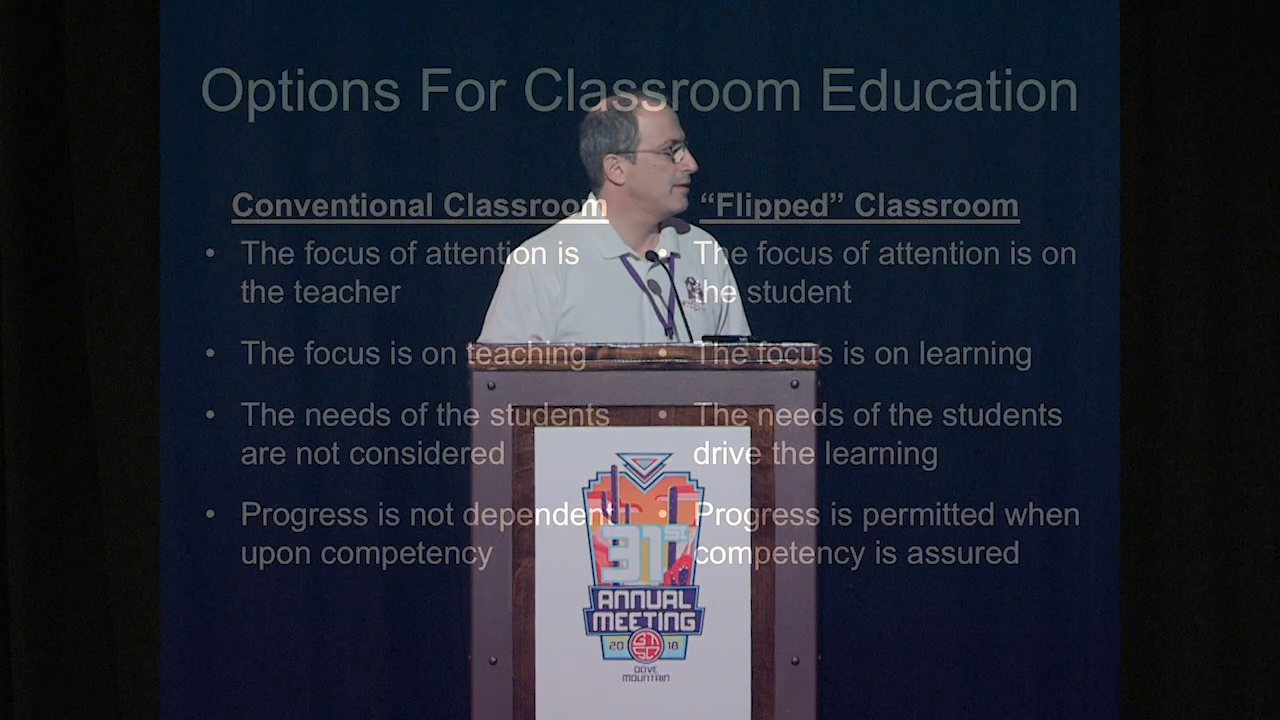 Options For Classroom Education
Conventional Classroom
• The focus of attention is
the teacher
• The focus is on teaching
• The needs of the students
are not considered
• Progress is not dependent
upon competency
“Flipped” Classroom
• The focus of attention is on
the student
• The focus is on learning
• The needs of the students
drive the learning
• Progress is permitted when
competency is assured
31st
ANNUAL
MEETING
20 18
DOVE
MOUNTAIN